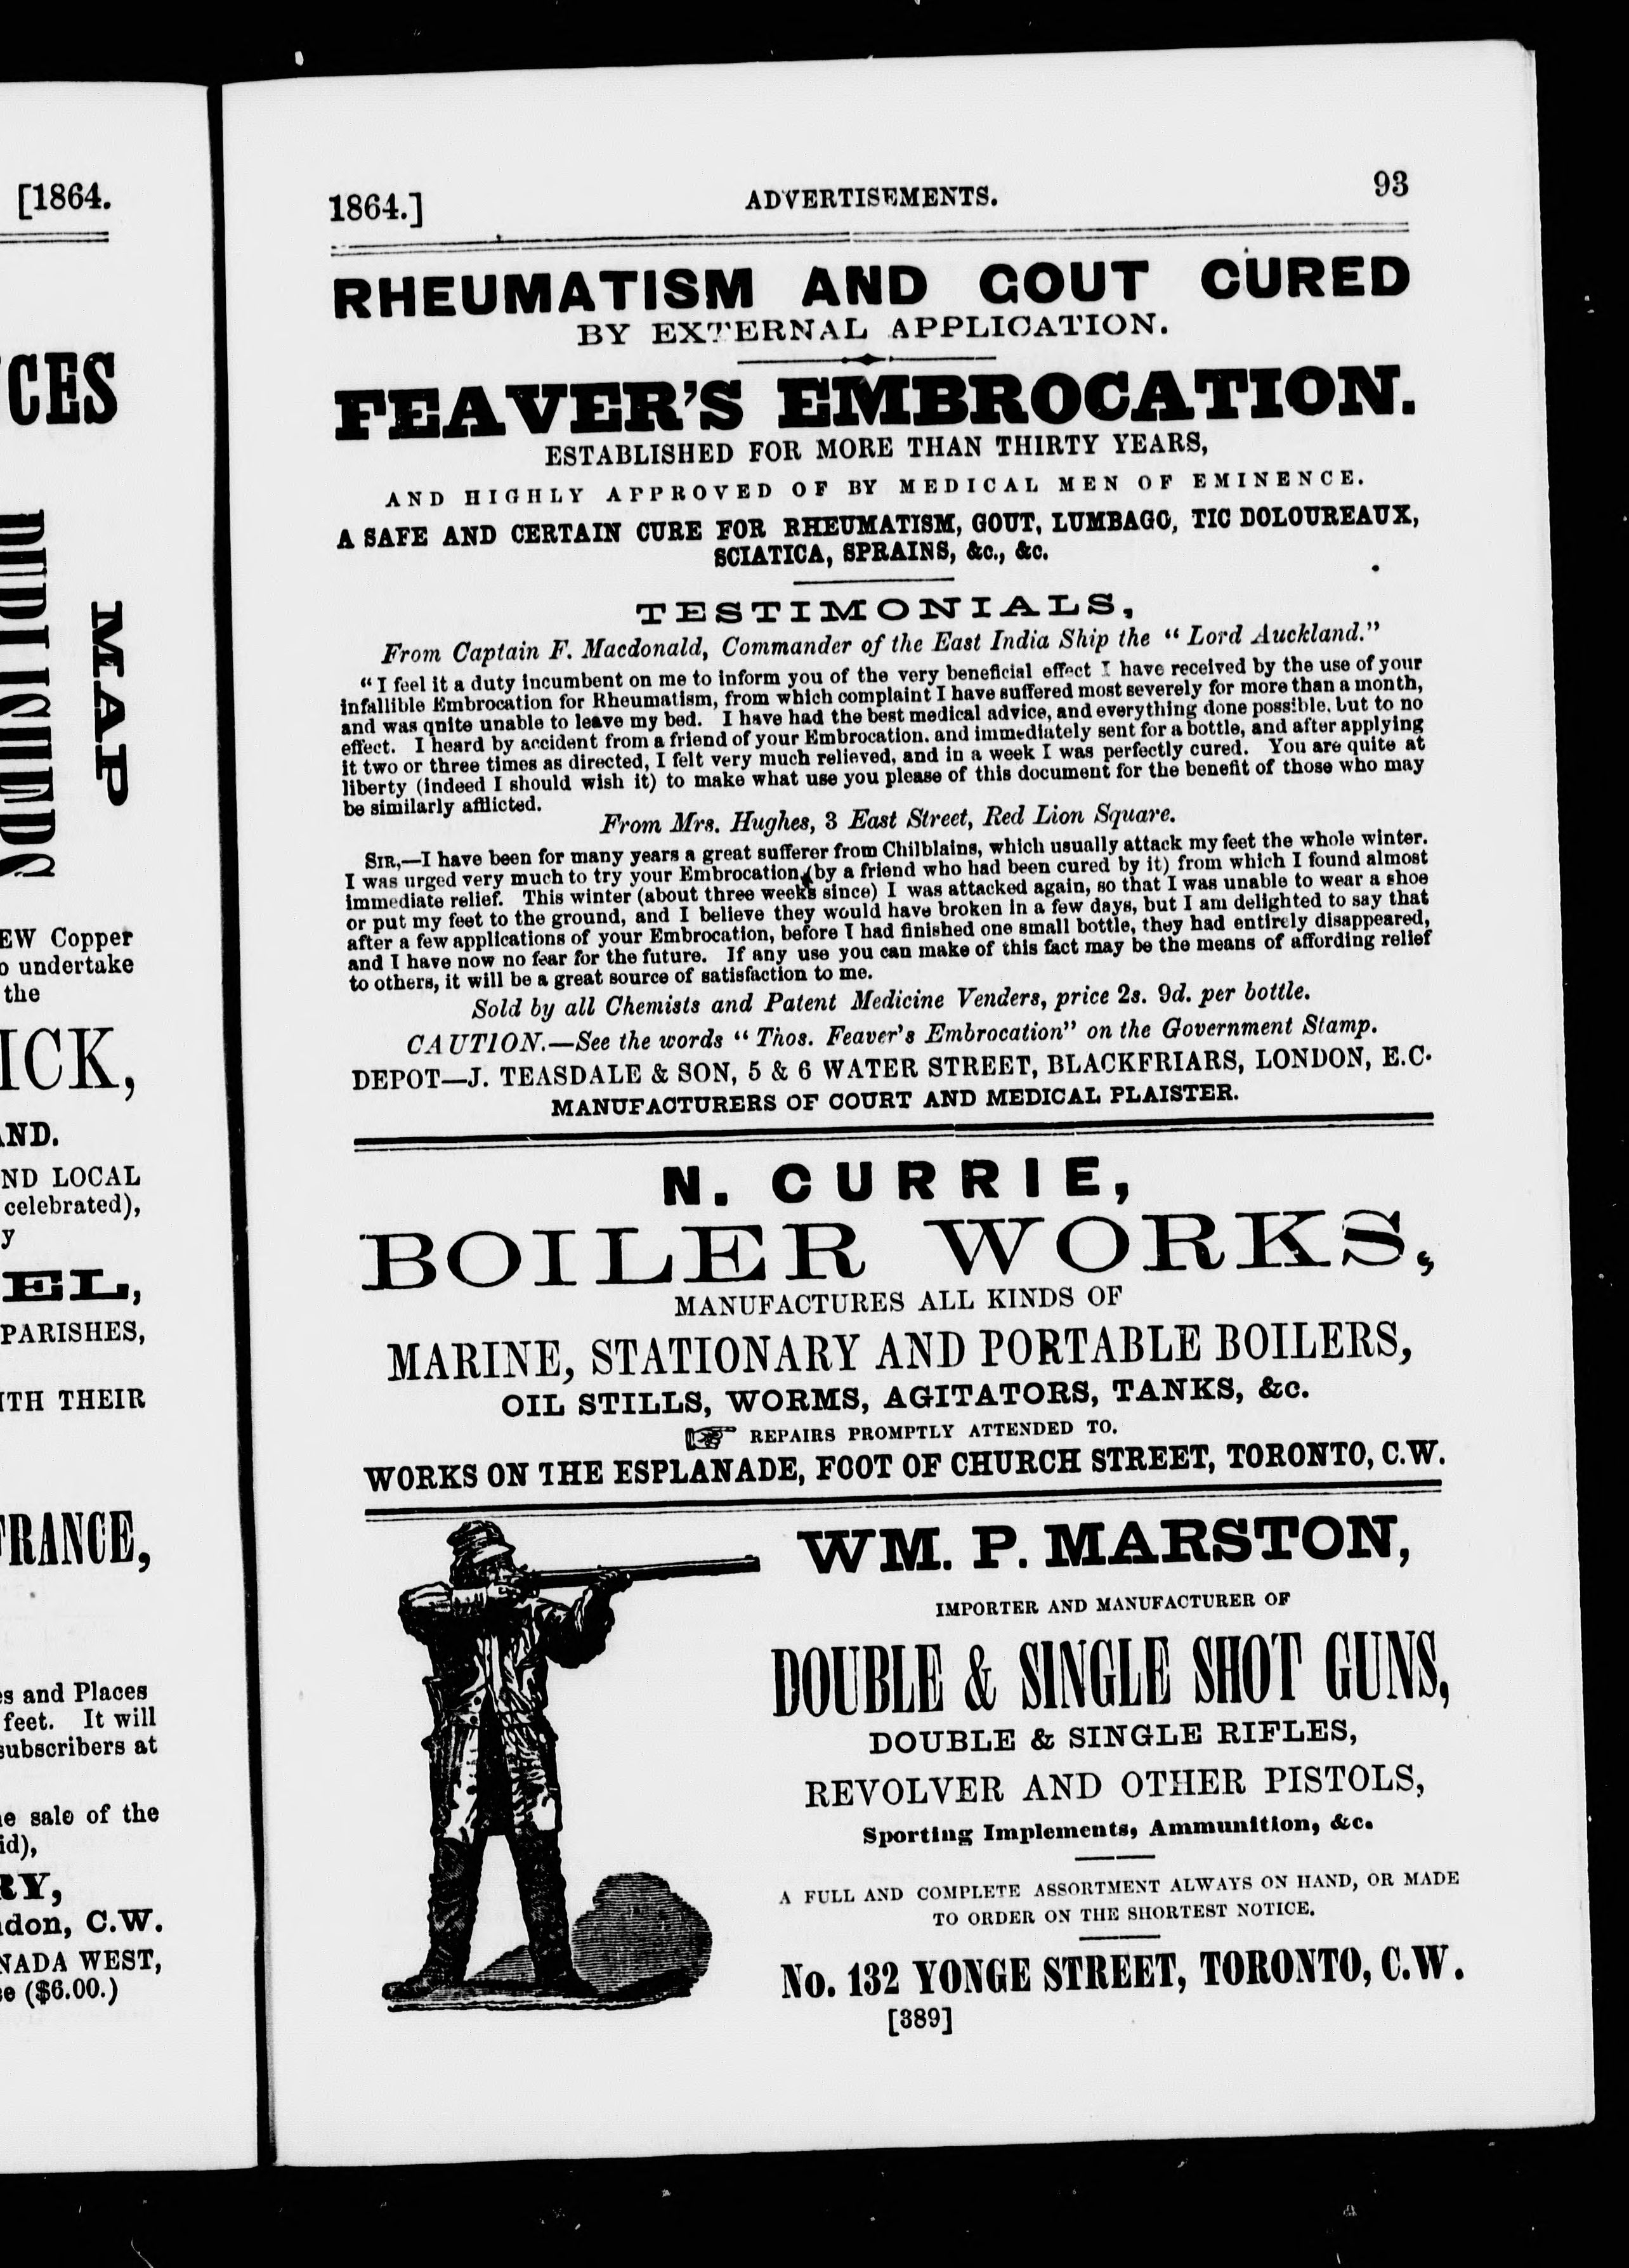 [1864.
CES
MAP
EW Copper
o undertake
the
ICK,
ND.
ND LOCAL
celebrated),
y
EL,
PARISHES,
ITH THEIR
FRANCE,
s and Places
feet. It will
subscribers at
e sale of the
id),
RY,
don, C.W.
NADA WEST,
e ($6.00.)
1864.] ADVERTISEMENTS. 93
RHEUMATISM AND GOUT CURED
BY EXTERNAL APPLICATION.
FEAVER'S EMBROCATION.
ESTABLISHED FOR MORE THAN THIRTY YEARS,
AND HIGHLY APPROVED OF BY MEDICAL MEN OF EMINENCE.
A SAFE AND CERTAIN CURE FOR RHEUMATISM, GOUT, LUMBAGO, TIC DOLOUREAUX,
SCIATICA, SPRAINS, &c., &c.
TESTIMONIALS,
From Captain F. Macdonald, Commander of the East India Ship the "Lord Auckland."
"I feel it a duty incumbent on me to inform you of the very beneficial effect I have received by the use of your
infallible Embrocation for Rheumatism, from which complaint I have suffered most severely for more than a month,
and was qnite unable to leave my bed. I have had the best medical advice, and everything done possible, but to no
effect. I heard by accident from a friend of your Embrocation. and immediately sent for a bottle, and after applying
it two or three times as directed, I felt very much relieved, and in a week I was perfectly cured. You are quite at
liberty (indeed I should wish it) to make what use you please of this document for the benefit of those who may
be similarly afflicted.
From Mrs. Hughes, 3 East Street, Red Lion Square.
SIR,—I have been for many years a great sufferer from Chilblains, which usually attack my feet the whole winter.
I was urged very much to try your Embrocation (by a friend who had been cured by it) from which I found almost
immediate relief. This winter (about three weeks since) I was attacked again, so that I was unable to wear a shoe
or put my feet to the ground, and I believe they would have broken in a few days, but I am delighted to say that
after a few applications of your Embrocation, before I had finished one small bottle, they had entirely disappeared,
and I have now no fear for the future. If any use you can make of this fact may be the means of affording relief
to others, it will be a great source of satisfaction to me.
Sold by all Chemists and Patent Medicine Venders, price 2s. 9d. per bottle.
CAUTION.—See the words "Thos. Feaver's Embrocation" on the Government Stamp.
DEPOT—J. TEASDALE & SON, 5 & 6 WATER STREET, BLACKFRIARS, LONDON, E.C.
MANUFACTURERS OF COURT AND MEDICAL PLAISTER.
N. CURRIE,
BOILER WORKS,
MANUFACTURES ALL KINDS OF
MARINE, STATIONARY AND PORTABLE BOILERS,
OIL STILLS, WORMS, AGITATORS, TANKS, &c.
☞ REPAIRS PROMPTLY ATTENDED TO.
WORKS ON THE ESPLANADE, FOOT OF CHURCH STREET, TORONTO, C.W.
WM. P. MARSTON,
IMPORTER AND MANUFACTURER OF
DOUBLE & SINGLE SHOT GUNS,
DOUBLE & SINGLE RIFLES,
REVOLVER AND OTHER PISTOLS,
Sporting Implements, Ammunition, &c.
A FULL AND COMPLETE ASSORTMENT ALWAYS ON HAND, OR MADE
TO ORDER ON THE SHORTEST NOTICE.
No. 132 YONGE STREET, TORONTO, C.W.
[389]